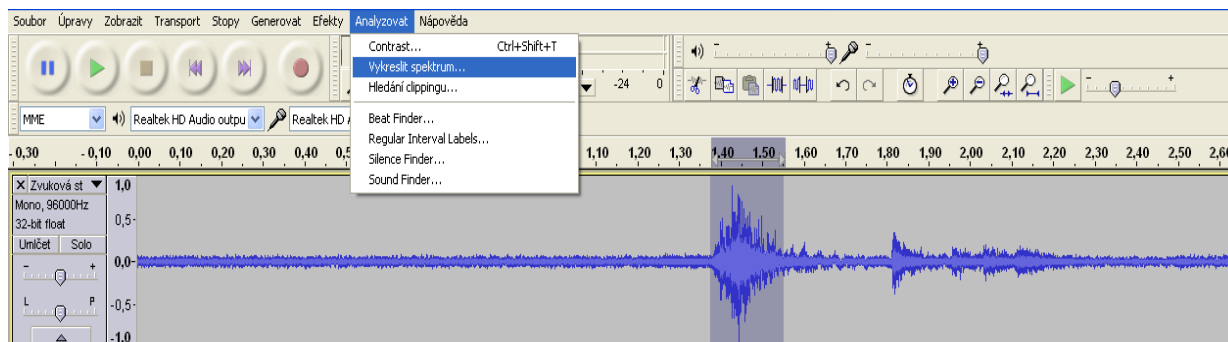 Soubor Úpravy Zobrazit Transport Stopy Generovat Efekty Analyzovat Nápověda
Contrast... Ctrl+Shift+T
Vykreslit spektrum...
Hledání clippingu...
Beat Finder...
Regular Interval Labels...
Silence Finder...
Sound Finder...
-24 0
MME Realtek HD Audio outpu Realtek HD
- 0,30 - 0,10 0,00 0,10 0,20 0,30 0,40 1,10 1,20 1,30 1,40 1,50 1,60 1,70 1,80 1,90 2,00 2,10 2,20 2,30 2,40 2,50
X Zvuková st 1,0
Mono, 96000Hz
32-bit float 0,5-
Umlčet Solo
- + 0,0-
L P -0,5-
-1,0